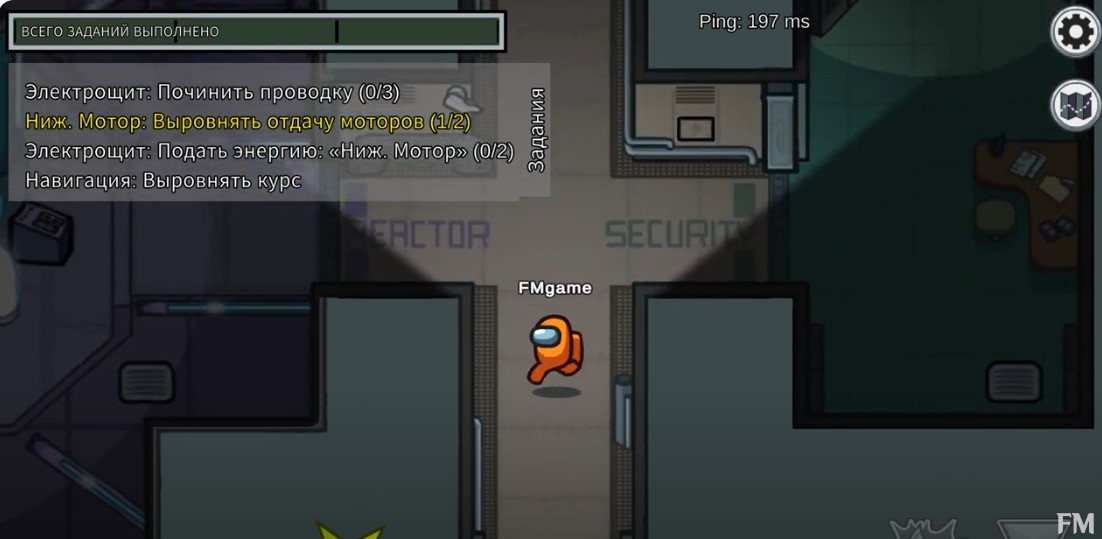 ВСЕГО ЗАДАНИЙ ВЫПОЛНЕНО
Ping: 197 ms
Электрощит: Починить проводку (0/3)
Ниж. Мотор: Выровнять отдачу моторов (1/2)
Электрощит: Подать энергию: «Ниж. Мотор» (0/2)
Навигация: Выровнять курс
Задания
REACTOR
SECURITY
FMgame
FM